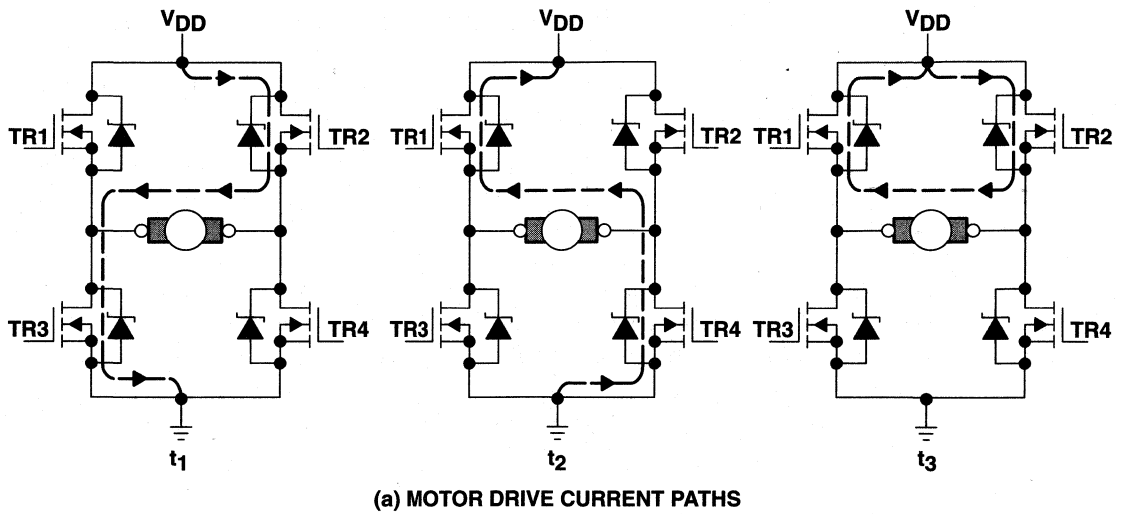 VDD VDD VDD
TR1 TR2 TR1 TR2 TR1 TR2
TR3 TR4 TR3 TR4 TR3 TR4
t1 t2 t3
(a) MOTOR DRIVE CURRENT PATHS